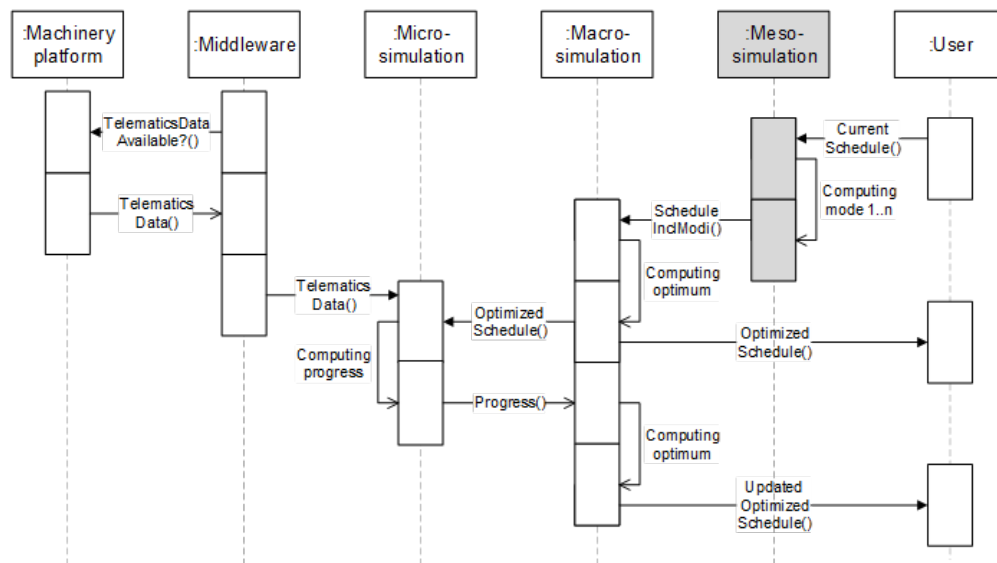 :Machinery
platform
:Middleware
:Micro-
simulation
:Macro-
simulation
:Meso-
simulation
:User
TelematicsData
Available?()
Current
Schedule()
Computing
mode 1..n
Telematics
Data()
Schedule
InclModi()
Computing
optimum
Telematics
Data()
Optimized
Schedule()
Optimized
Schedule()
Computing
progress
Progress()
Computing
optimum
Updated
Optimized
Schedule()